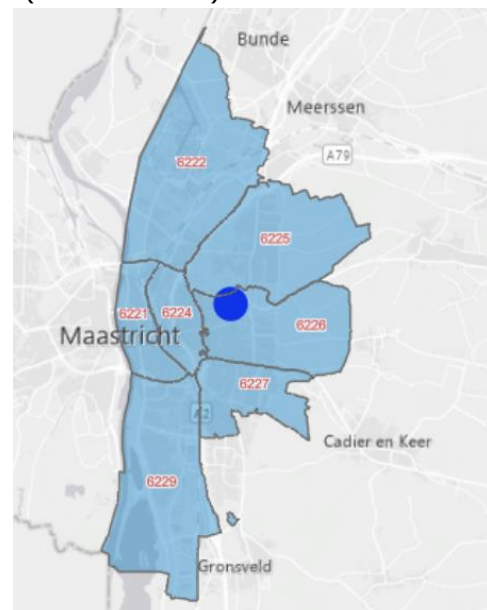 Bunde
Meerssen
6222
A79
6225
6221
6224
6226
Maastricht
6227
A2
Cadier en Keer
6229
Gronsveld